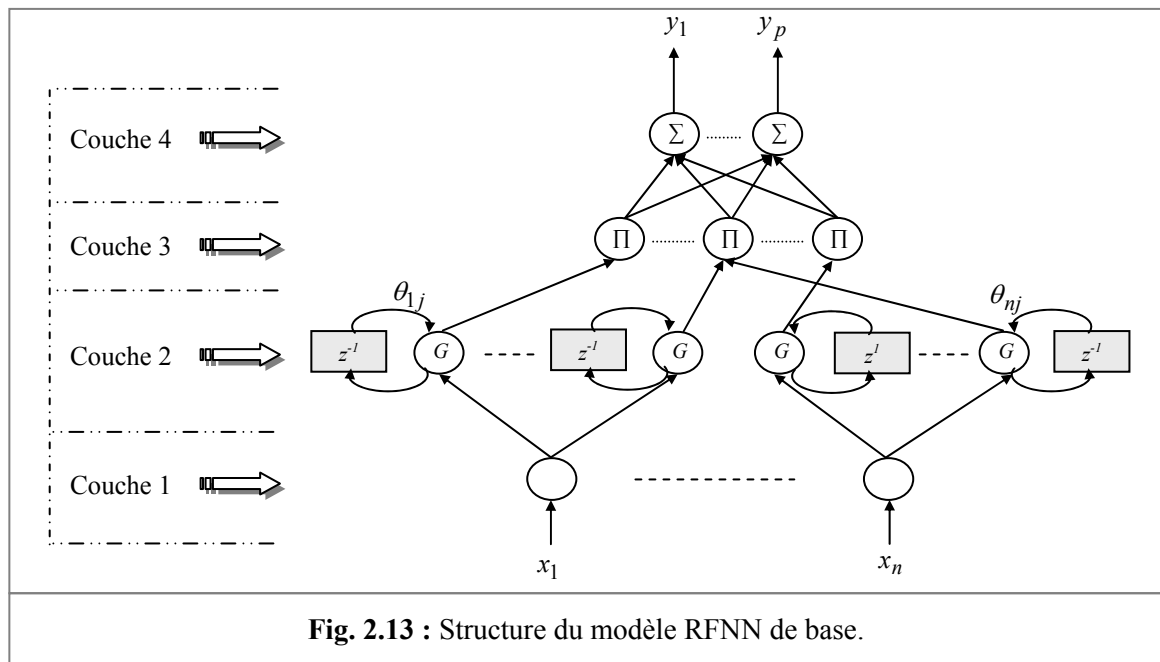 y₁ yₚ
Couche 4 Σ ......... Σ
Couche 3 Π .......... Π .......... Π
θ₁ⱼ θₙⱼ
Couche 2 z⁻¹ G z⁻¹ G G z¹ G z⁻¹
Couche 1
x₁ xₙ
Fig. 2.13 : Structure du modèle RFNN de base.